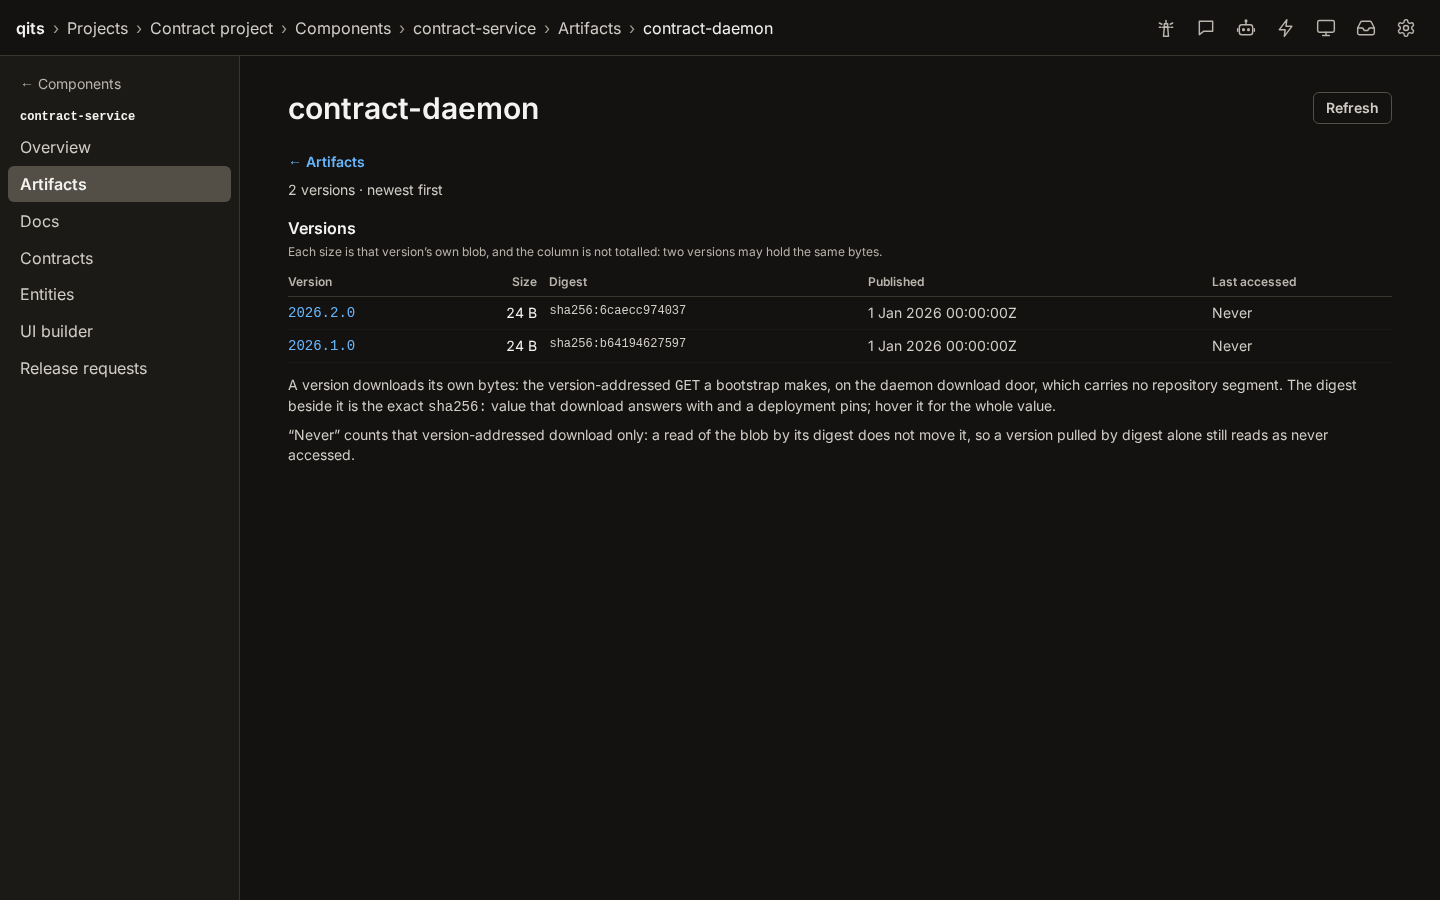 qits › Projects › Contract project › Components › contract-service › Artifacts › contract-daemon
← Components
contract-service
Overview
Artifacts
Docs
Contracts
Entities
UI builder
Release requests
contract-daemon
Refresh
← Artifacts
2 versions · newest first
Versions
Each size is that version’s own blob, and the column is not totalled: two versions may hold the same bytes.
Version Size Digest Published Last accessed
2026.2.0 24 B sha256:6caecc974037 1 Jan 2026 00:00:00Z Never
2026.1.0 24 B sha256:b64194627597 1 Jan 2026 00:00:00Z Never
A version downloads its own bytes: the version-addressed GET a bootstrap makes, on the daemon download door, which carries no repository segment. The digest
beside it is the exact sha256: value that download answers with and a deployment pins; hover it for the whole value.
“Never” counts that version-addressed download only: a read of the blob by its digest does not move it, so a version pulled by digest alone still reads as never
accessed.